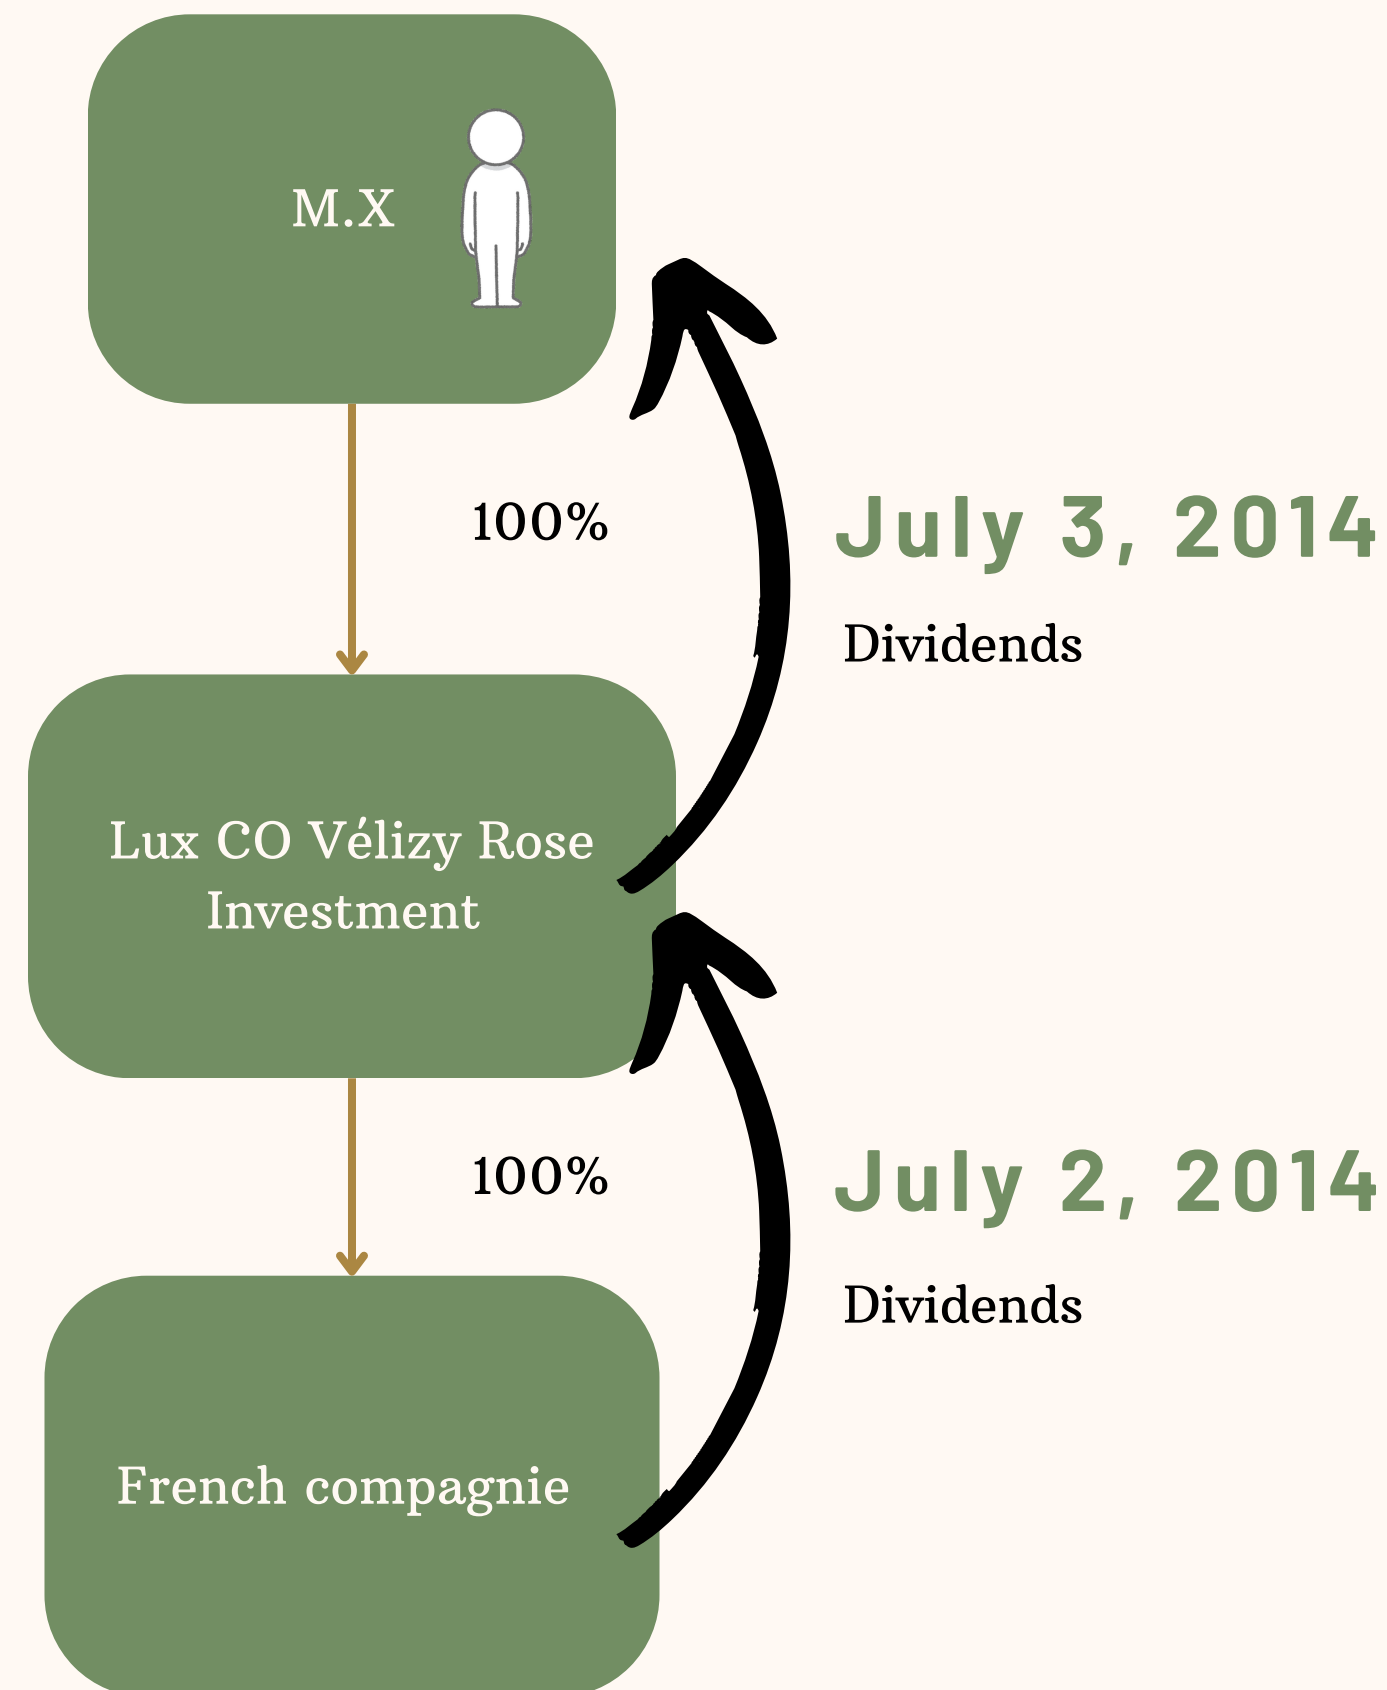 M.X
100%
July 3, 2014
Dividends
Lux CO Vélizy Rose
Investment
100%
July 2, 2014
Dividends
French compagnie